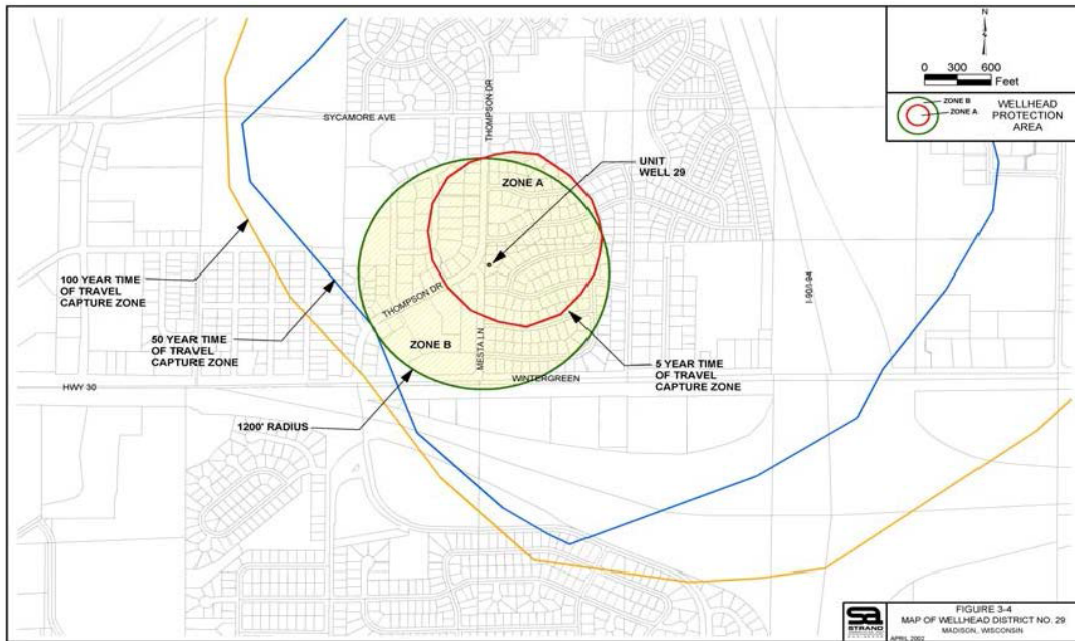 N
0 300 600
Feet
ZONE B
ZONE A
WELLHEAD
PROTECTION
AREA
SYCAMORE AVE
THOMPSON DR
UNIT
WELL 29
ZONE A
I-90/I-94
100 YEAR TIME
OF TRAVEL
CAPTURE ZONE
THOMPSON DR
50 YEAR TIME
OF TRAVEL
CAPTURE ZONE
ZONE B
MESTA LN
5 YEAR TIME
OF TRAVEL
CAPTURE ZONE
WINTERGREEN
HWY 30
1200' RADIUS
sa
STRAND
FIGURE 3-4
MAP OF WELLHEAD DISTRICT NO. 29
MADISON, WISCONSIN
APRIL 2002